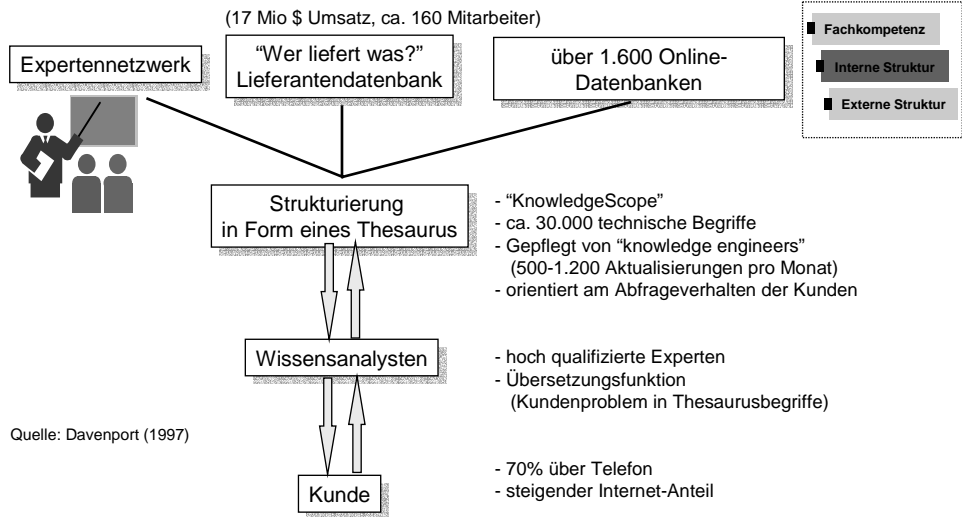 (17 Mio $ Umsatz, ca. 160 Mitarbeiter)
Fachkompetenz
Interne Struktur
Externe Struktur
Expertennetzwerk
“Wer liefert was?”
Lieferantendatenbank
über 1.600 Online-
Datenbanken
Strukturierung
in Form eines Thesaurus
- “KnowledgeScope”
- ca. 30.000 technische Begriffe
- Gepflegt von “knowledge engineers”
(500-1.200 Aktualisierungen pro Monat)
- orientiert am Abfrageverhalten der Kunden
Wissensanalysten
- hoch qualifizierte Experten
- Übersetzungsfunktion
(Kundenproblem in Thesaurusbegriffe)
Quelle: Davenport (1997)
Kunde
- 70% über Telefon
- steigender Internet-Anteil